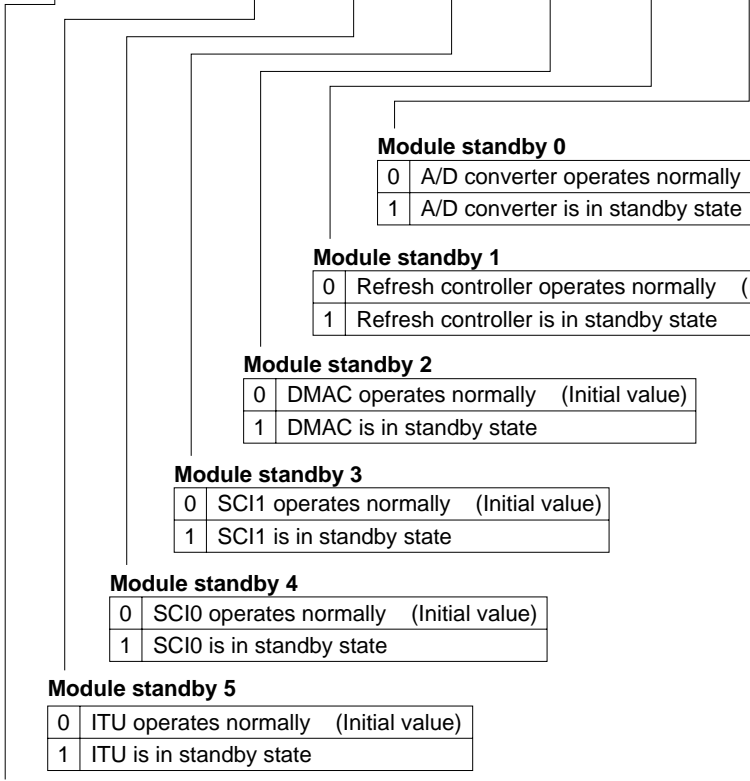 Module standby 0
0 A/D converter operates normally
1 A/D converter is in standby state
Module standby 1
0 Refresh controller operates normally (
1 Refresh controller is in standby state
Module standby 2
0 DMAC operates normally (Initial value)
1 DMAC is in standby state
Module standby 3
0 SCI1 operates normally (Initial value)
1 SCI1 is in standby state
Module standby 4
0 SCI0 operates normally (Initial value)
1 SCI0 is in standby state
Module standby 5
0 ITU operates normally (Initial value)
1 ITU is in standby state